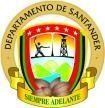 DEPARTAMENTO DE SANTANDER
SIEMPRE ADELANTE